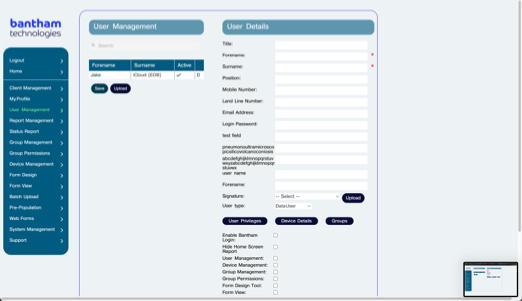 bantham
technologies
Logout
Home
Client Management
My Profile
User Management
Report Management
Status Report
Group Management
Group Permissions
Device Management
Form Design
Form View
Batch Upload
Pre-Population
Web Forms
System Management
Support
User Management
Search
Forename Surname Active
Jake iCloud (EOB) D
Save Upload
User Details
Title:
Forename: *
Surname: *
Position:
Mobile Number:
Land Line Number:
Email Address:
Login Password:
test field
user name
Forename:
Signature: -- Select -- Upload
User type: DataUser
User Privileges Device Details Groups
Enable Bantham
Login:
Hide Home Screen
Report
User Management:
Device Management:
Group Management:
Group Permissions:
Form Design Tool:
Form View: